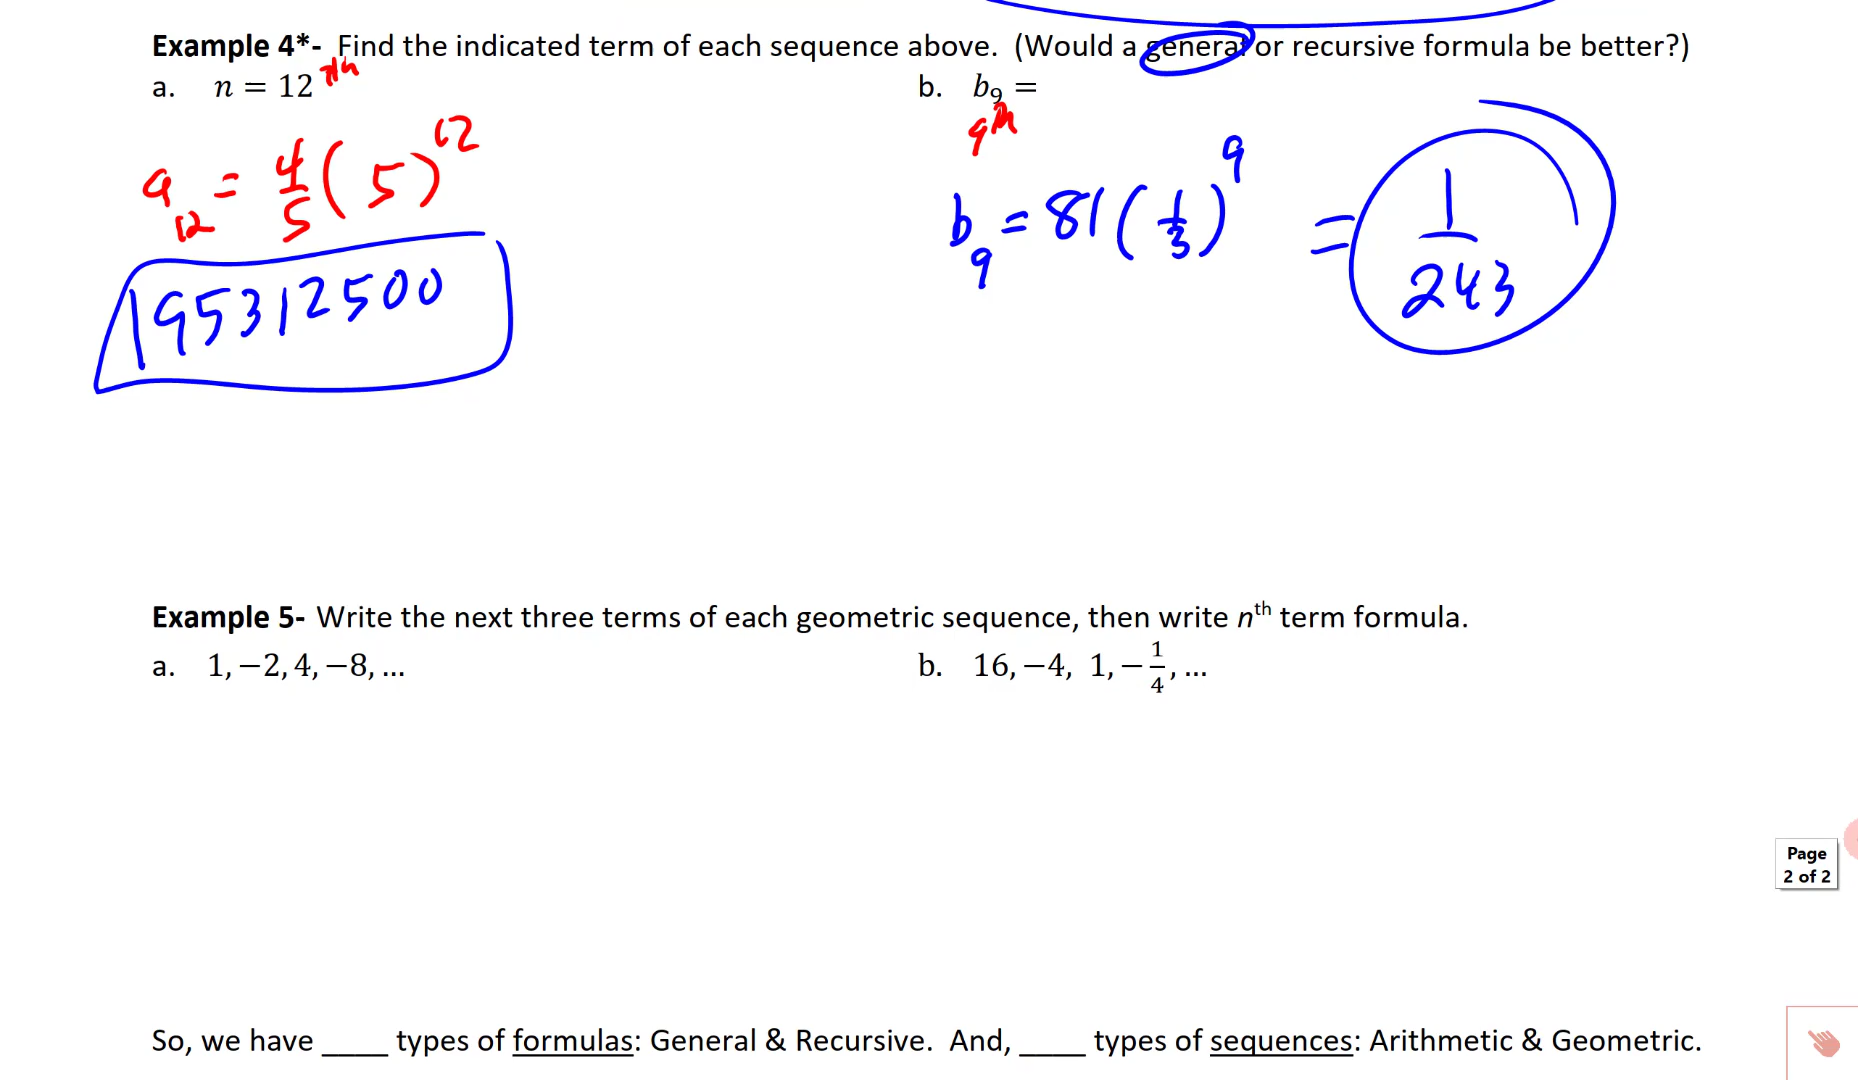 Example 4*- Find the indicated term of each sequence above. (Would a general or recursive formula be better?)
a. n = 12 th
b. b₉ =
9th
a₁₂ = 4/5 (5)¹²
195312500
b₉ = 81(1/3)⁹ = 1/243
Example 5- Write the next three terms of each geometric sequence, then write nᵗʰ term formula.
a. 1, −2, 4, −8, ...
b. 16, −4, 1, −1/4, ...
Page
2 of 2
So, we have ____ types of formulas: General & Recursive. And, ____ types of sequences: Arithmetic & Geometric.